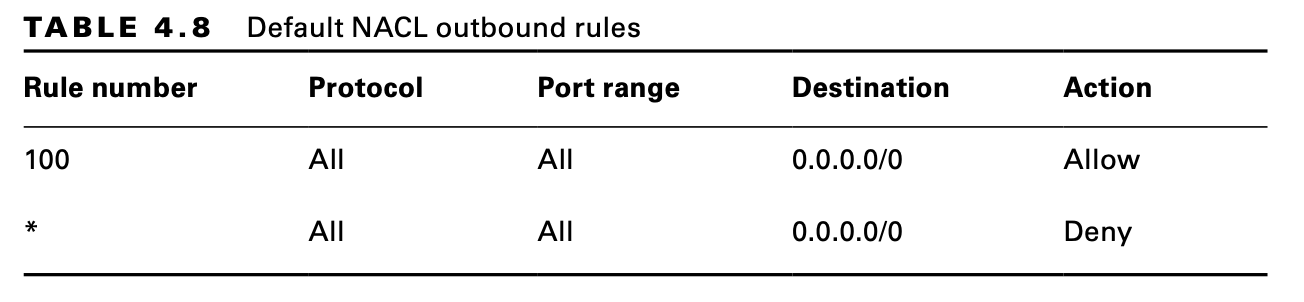 TABLE 4.8 Default NACL outbound rules
Rule number Protocol Port range Destination Action
100 All All 0.0.0.0/0 Allow
* All All 0.0.0.0/0 Deny